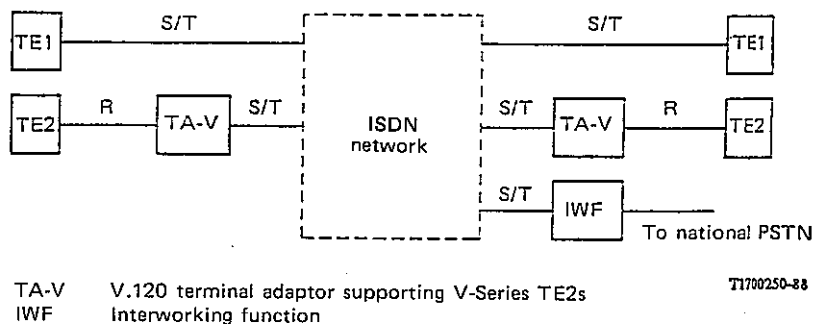 S/T S/T
TE1 TE1
R S/T S/T R
TE2 TA-V ISDN network TA-V TE2
S/T
IWF
To national PSTN
TA-V V.120 terminal adaptor supporting V-Series TE2s
IWF Interworking function
T1700250-88